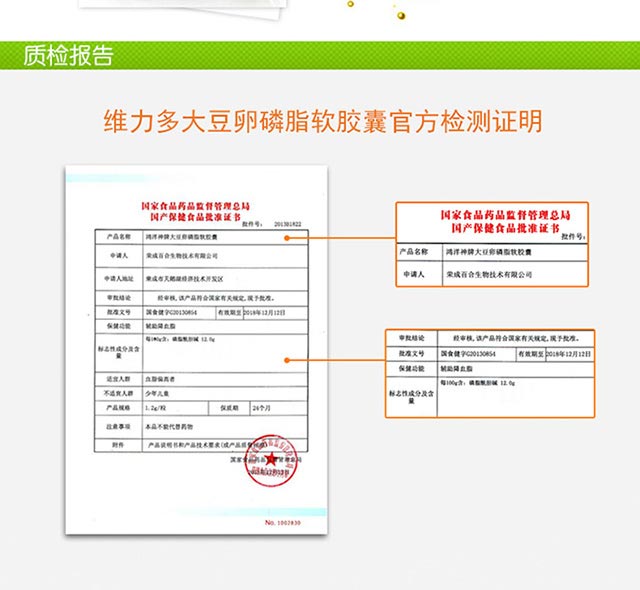 质检报告
维力多大豆卵磷脂软胶囊官方检测证明
国家食品药品监督管理总局
国产保健食品批准证书
批件号： 2013B1822
产品名称 鸿洋神牌大豆卵磷脂软胶囊
申请人 荣成百合生物技术有限公司
申请人地址 荣成市天鹅湖经济技术开发区
审批结论 经审核,该产品符合国家有关规定,现予批准。
批准文号 国食健字G20130854 有效期至 2018年12月12日
保健功能 辅助降血脂
标志性成分及含量 每100g含: 磷脂酰胆碱 12.0g
适宜人群 血脂偏高者
不适宜人群 少年儿童
产品规格 1.2g/粒 保质期 24个月
注意事项 本品不能代替药物
附件 产品说明书和产品技术要求(或产品质量标准)
国家食品药品监督管理总局
2013年12月13日
No. 1002830
国家食品药品监督管理总局
国产保健食品批准证书
批件号：
产品名称 鸿洋神牌大豆卵磷脂软胶囊
申请人 荣成百合生物技术有限公司
审批结论 经审核,该产品符合国家有关规定,现予批准。
批准文号 国食健字G20130854 有效期至 2018年12月12日
保健功能 辅助降血脂
标志性成分及含量 每100g含: 磷脂酰胆碱 12.0g